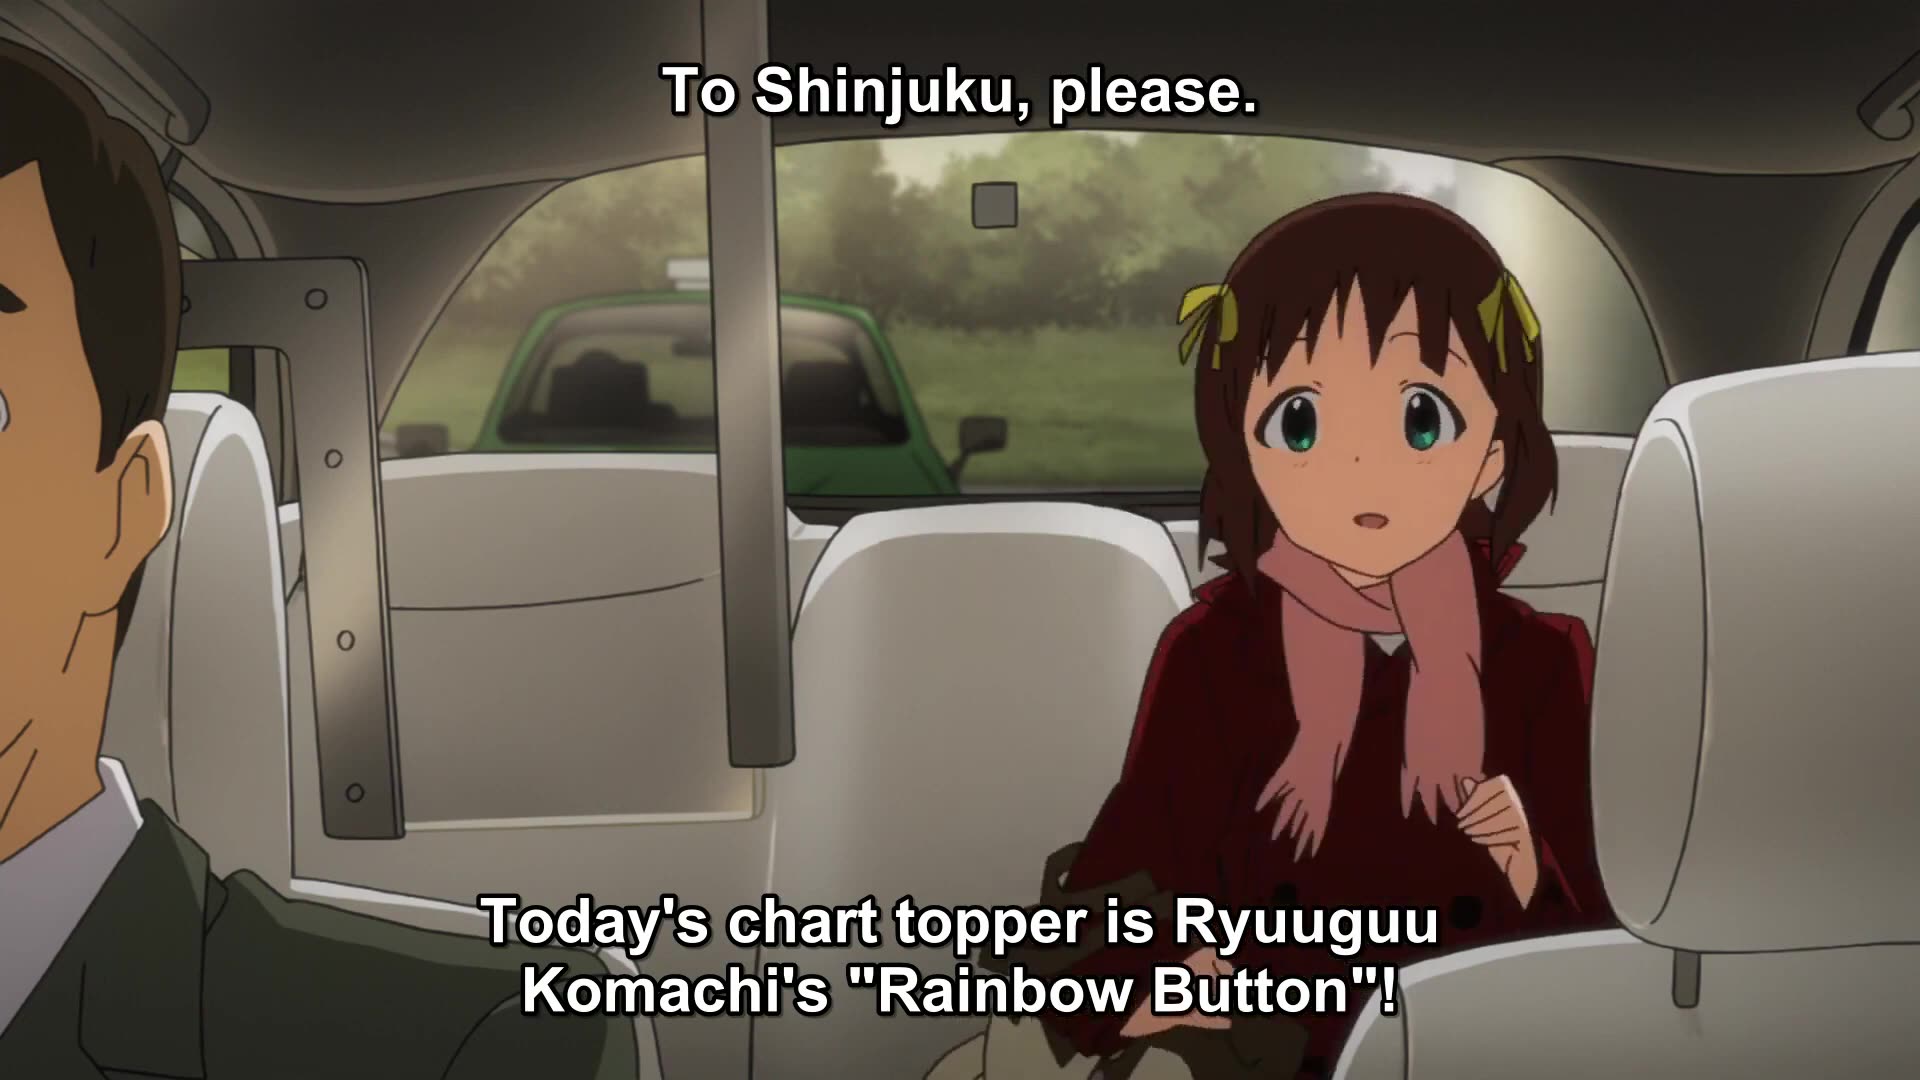 To Shinjuku, please.
Today's chart topper is Ryuuguu
Komachi's "Rainbow Button"!